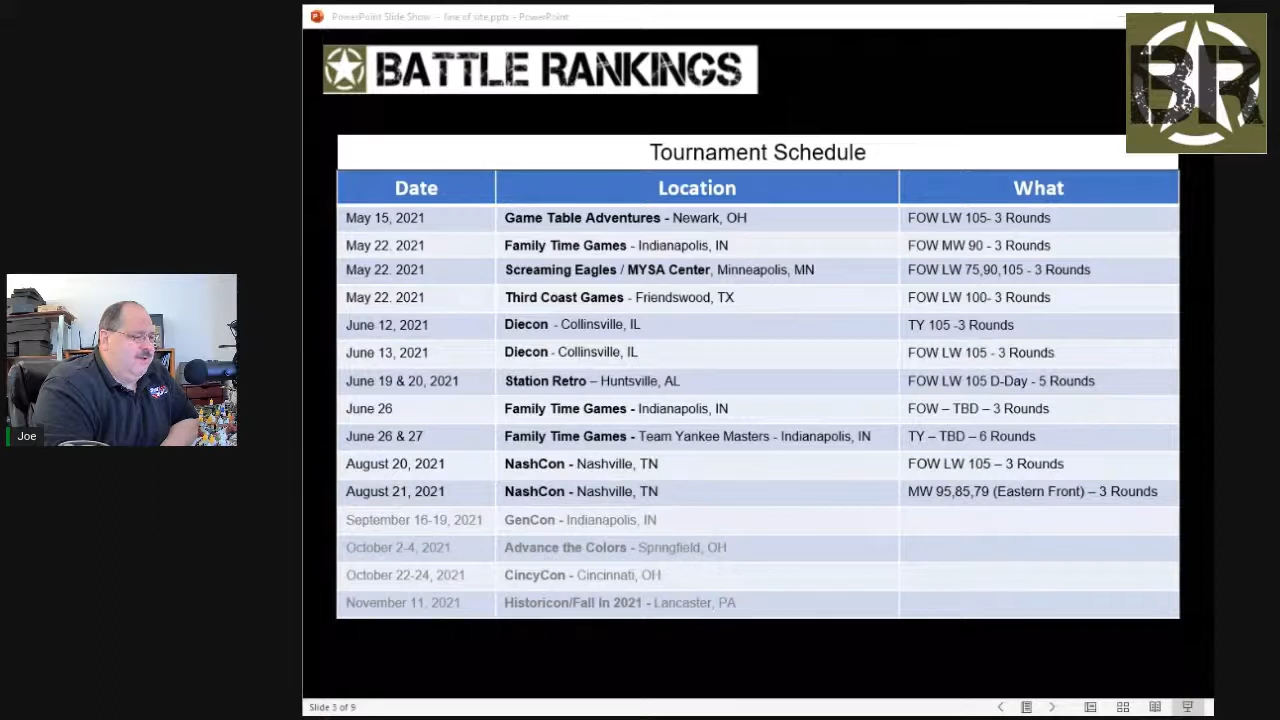 PowerPoint Slide Show - line of site.pptx - PowerPoint
BATTLE RANKINGS
BR
Tournament Schedule
Date Location What
May 15, 2021 Game Table Adventures - Newark, OH FOW LW 105- 3 Rounds
May 22. 2021 Family Time Games - Indianapolis, IN FOW MW 90 - 3 Rounds
May 22. 2021 Screaming Eagles / MYSA Center, Minneapolis, MN FOW LW 75,90,105 - 3 Rounds
May 22. 2021 Third Coast Games - Friendswood, TX FOW LW 100- 3 Rounds
June 12, 2021 Diecon - Collinsville, IL TY 105 -3 Rounds
June 13, 2021 Diecon - Collinsville, IL FOW LW 105 - 3 Rounds
June 19 & 20, 2021 Station Retro – Huntsville, AL FOW LW 105 D-Day - 5 Rounds
June 26 Family Time Games - Indianapolis, IN FOW – TBD – 3 Rounds
June 26 & 27 Family Time Games - Team Yankee Masters - Indianapolis, IN TY – TBD – 6 Rounds
August 20, 2021 NashCon - Nashville, TN FOW LW 105 – 3 Rounds
August 21, 2021 NashCon - Nashville, TN MW 95,85,79 (Eastern Front) – 3 Rounds
September 16-19, 2021 GenCon - Indianapolis, IN
October 2-4, 2021 Advance the Colors - Springfield, OH
October 22-24, 2021 CincyCon - Cincinnati, OH
November 11, 2021 Historicon/Fall In 2021 - Lancaster, PA
Joe
Slide 3 of 9